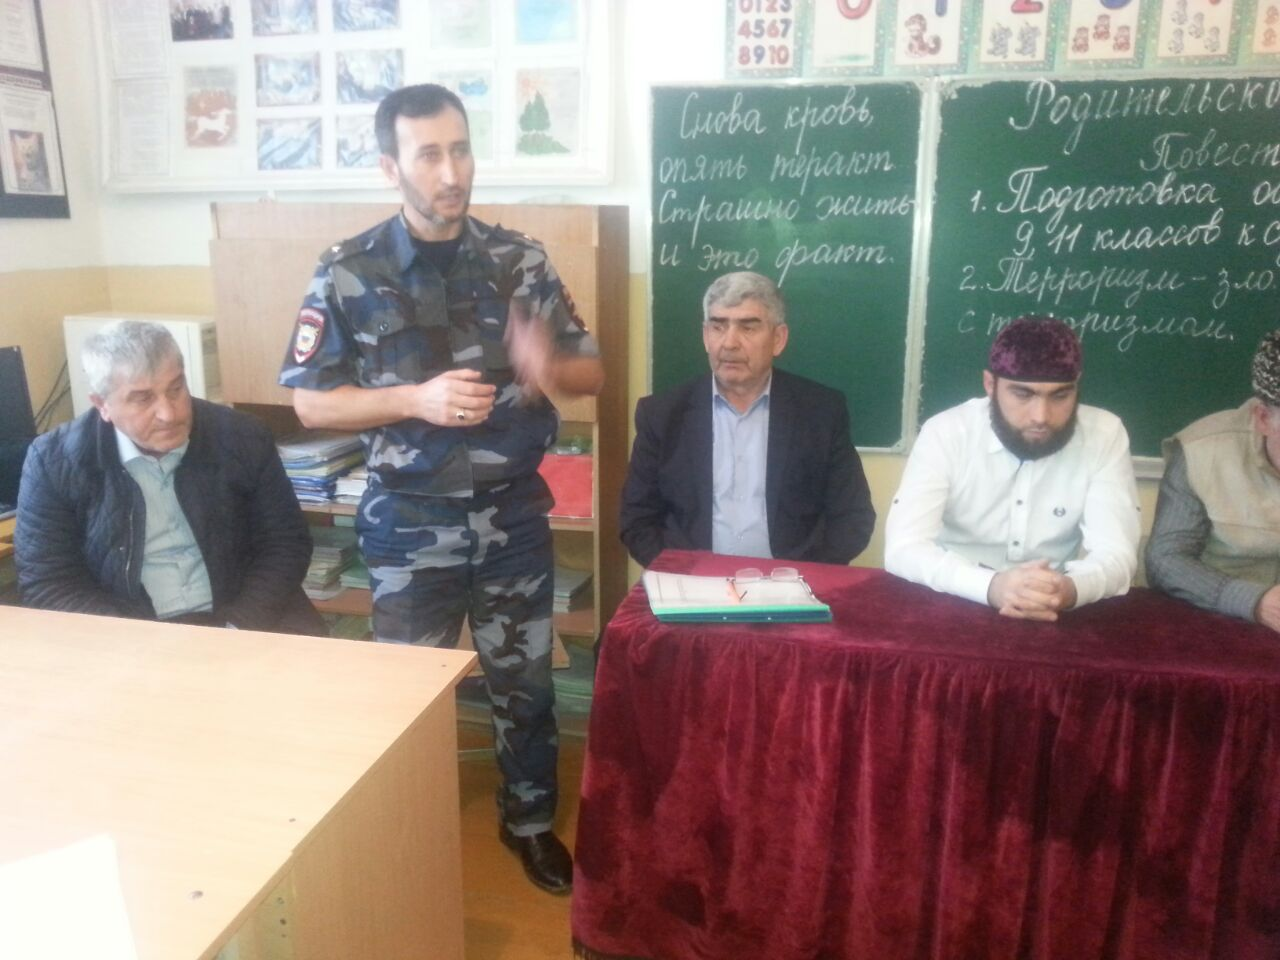 0123
4567
8910
Снова кровь,
опять теракт
Страшно жить
и это факт.
Родительско
Повест
1. Подготовка
9, 11 классов к
2. Терроризм - зло.
с терроризмом.